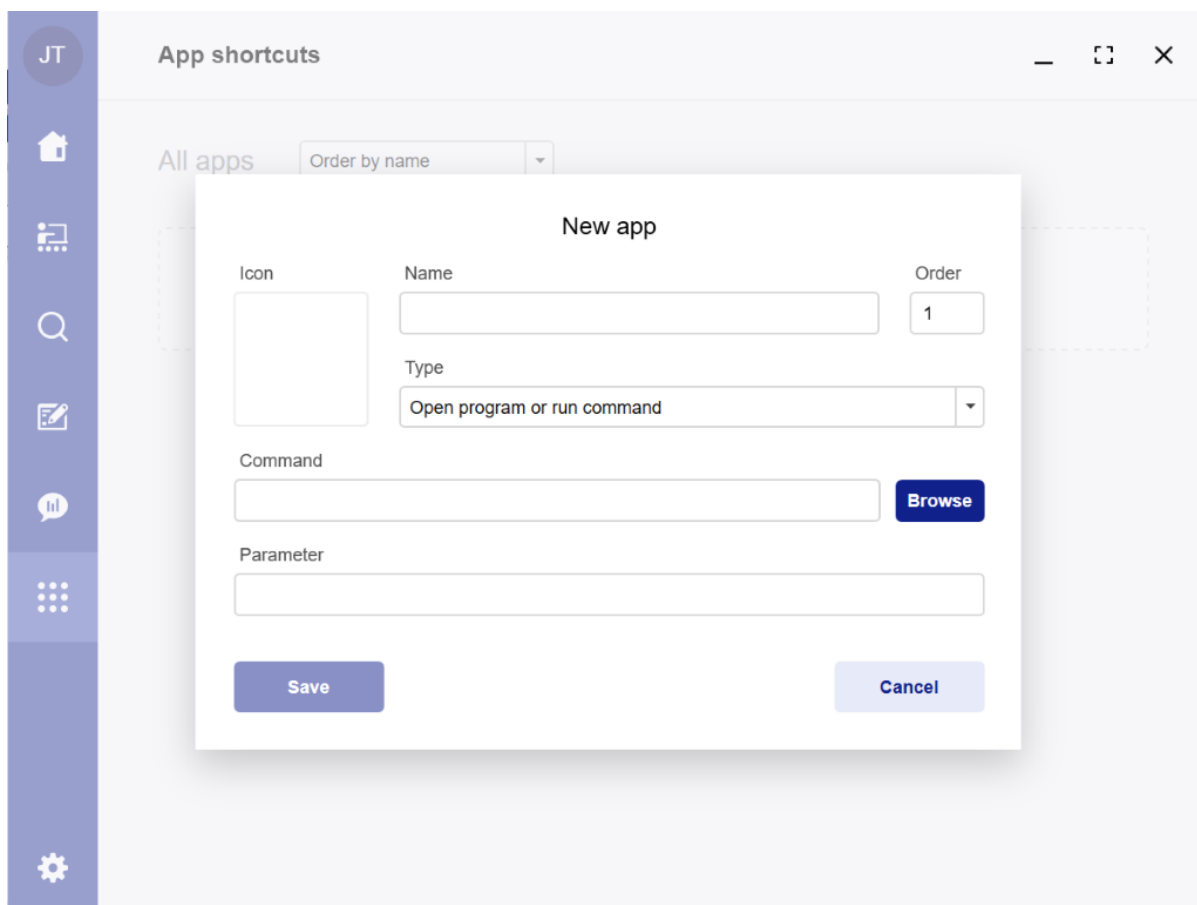 JT
App shortcuts
All apps
Order by name
New app
Icon
Name
Order
1
Type
Open program or run command
Command
Browse
Parameter
Save
Cancel